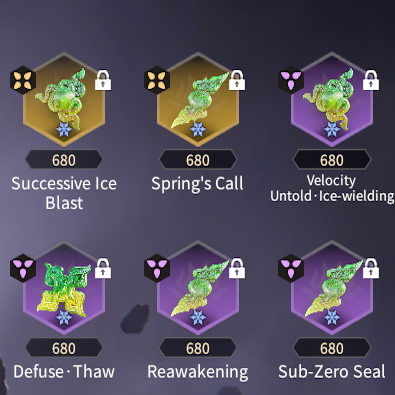 680 680 680
Successive Ice Blast
Spring's Call
Velocity
Untold·Ice-wielding
680 680 680
Defuse·Thaw Reawakening Sub-Zero Seal